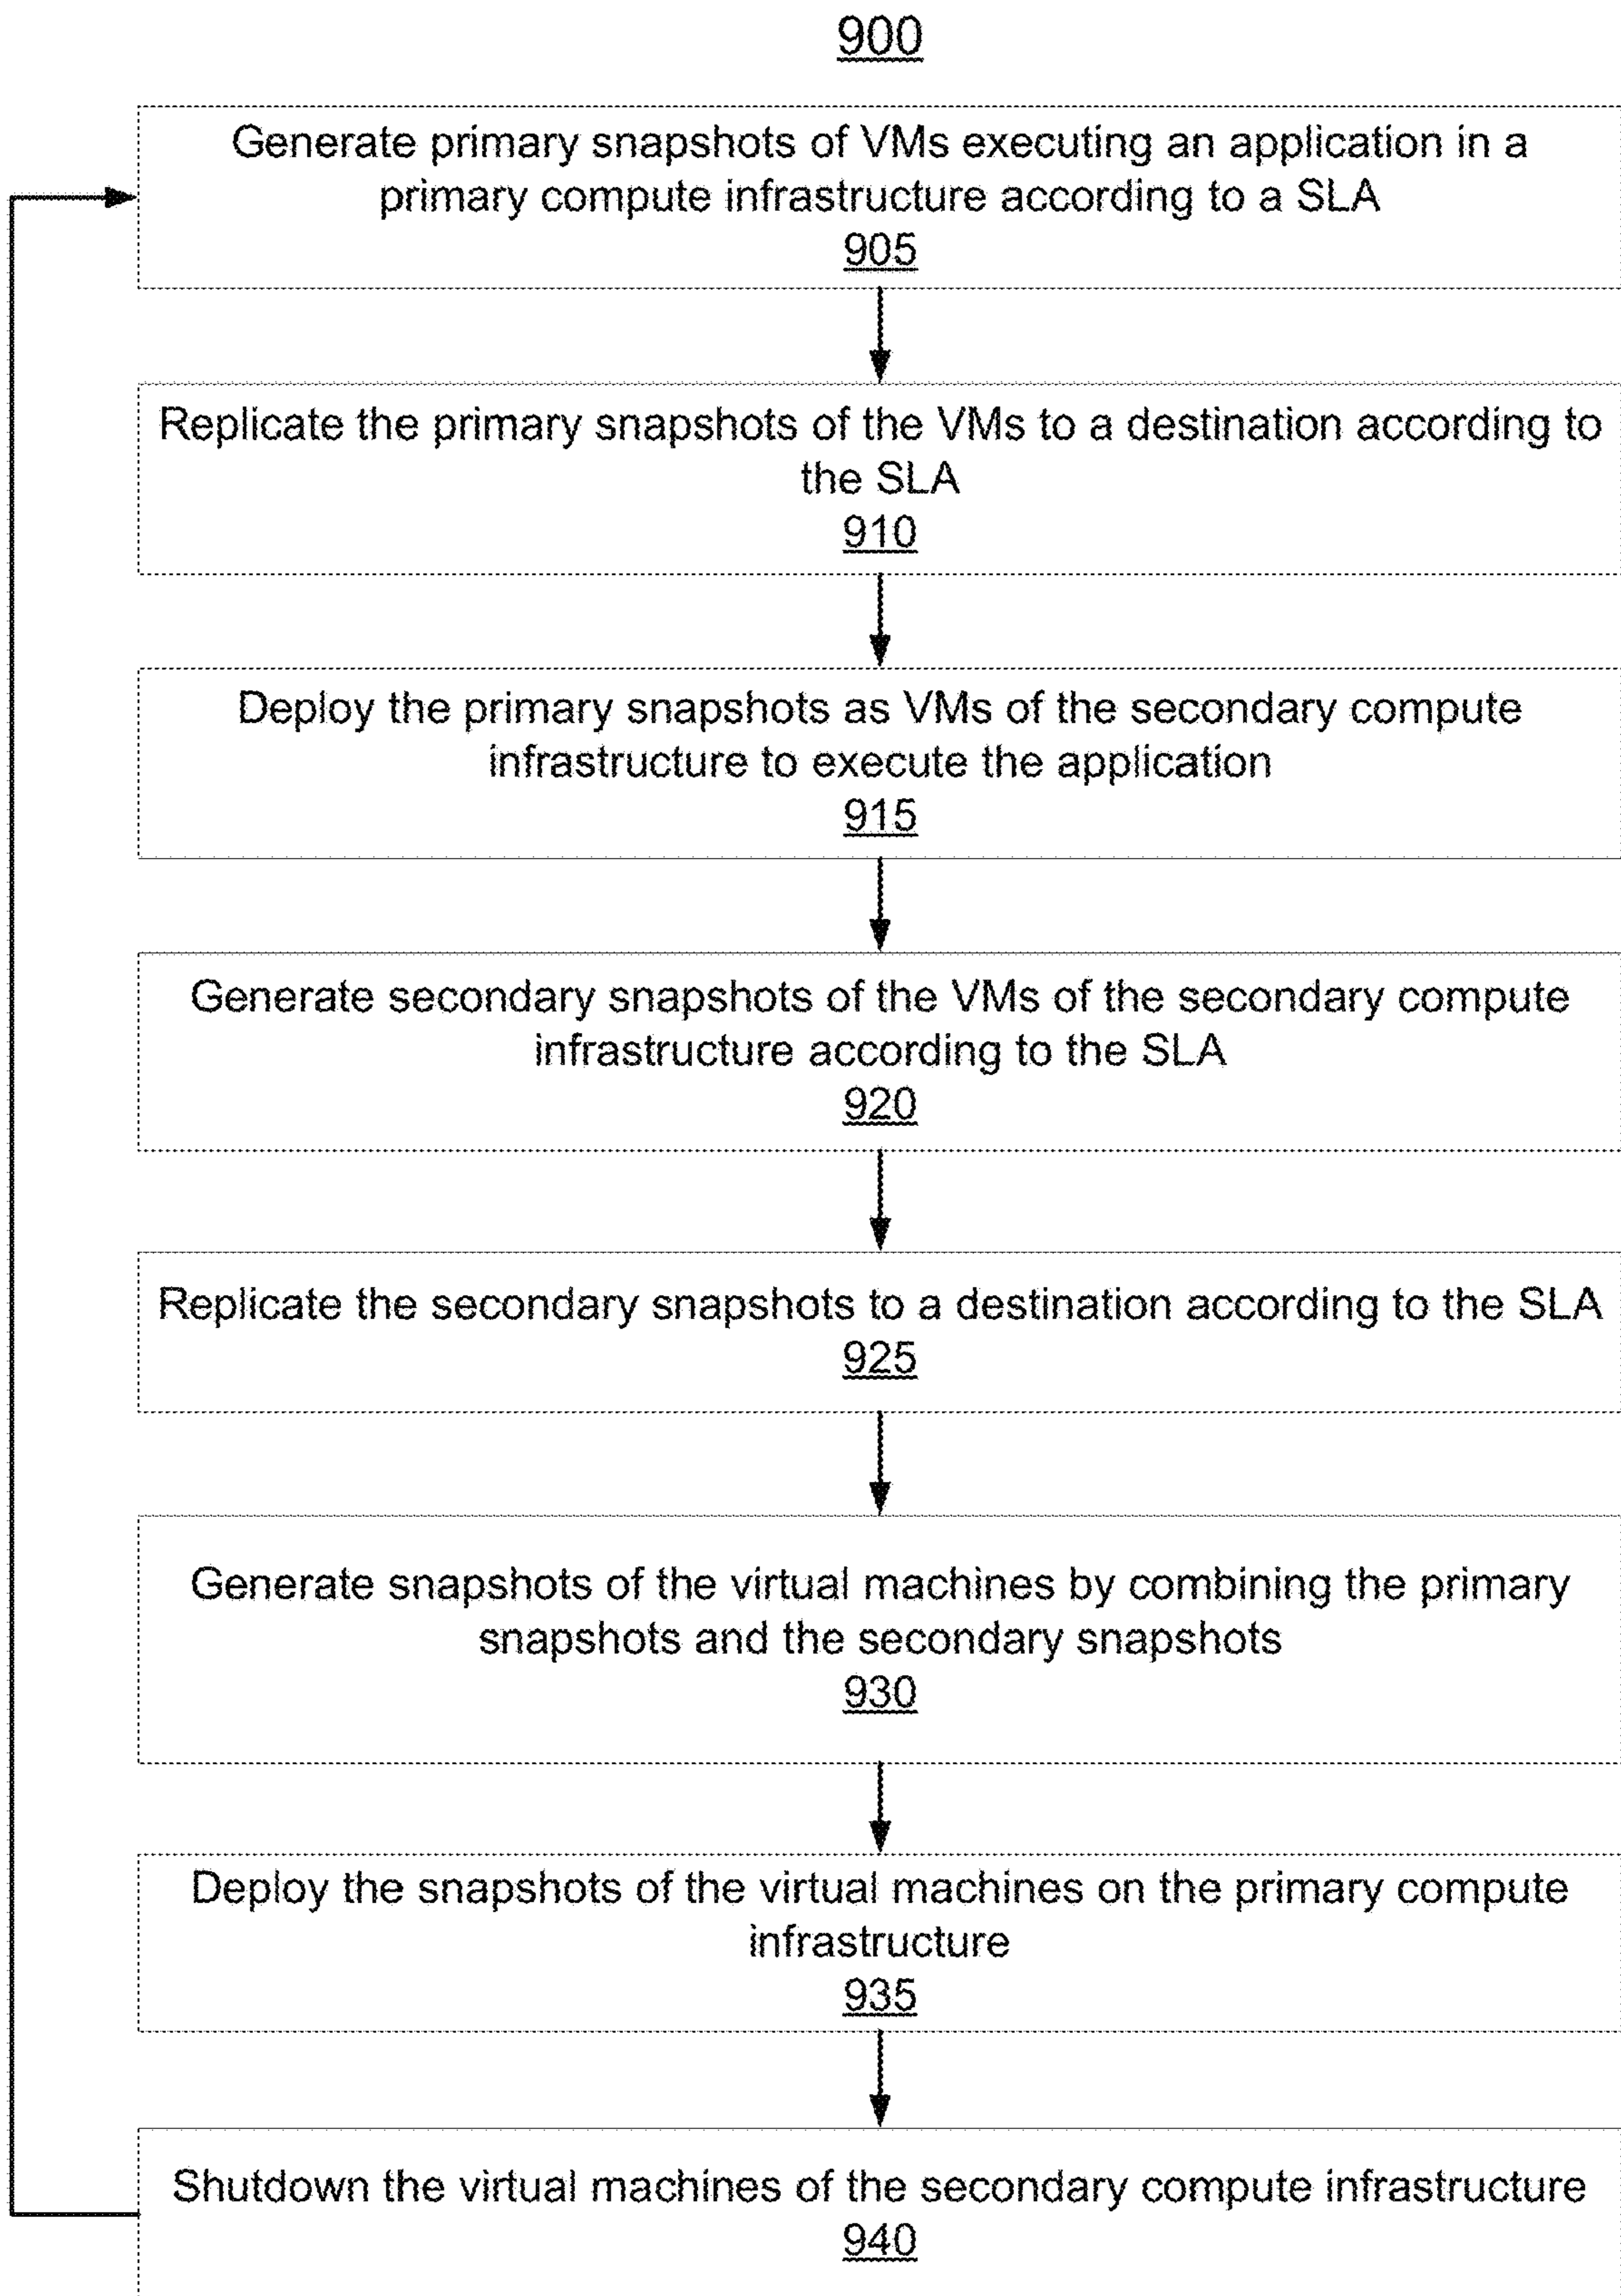 900
Generate primary snapshots of VMs executing an application in a
primary compute infrastructure according to a SLA
905
Replicate the primary snapshots of the VMs to a destination according to
the SLA
910
Deploy the primary snapshots as VMs of the secondary compute
infrastructure to execute the application
915
Generate secondary snapshots of the VMs of the secondary compute
infrastructure according to the SLA
920
Replicate the secondary snapshots to a destination according to the SLA
925
Generate snapshots of the virtual machines by combining the primary
snapshots and the secondary snapshots
930
Deploy the snapshots of the virtual machines on the primary compute
infrastructure
935
Shutdown the virtual machines of the secondary compute infrastructure
940